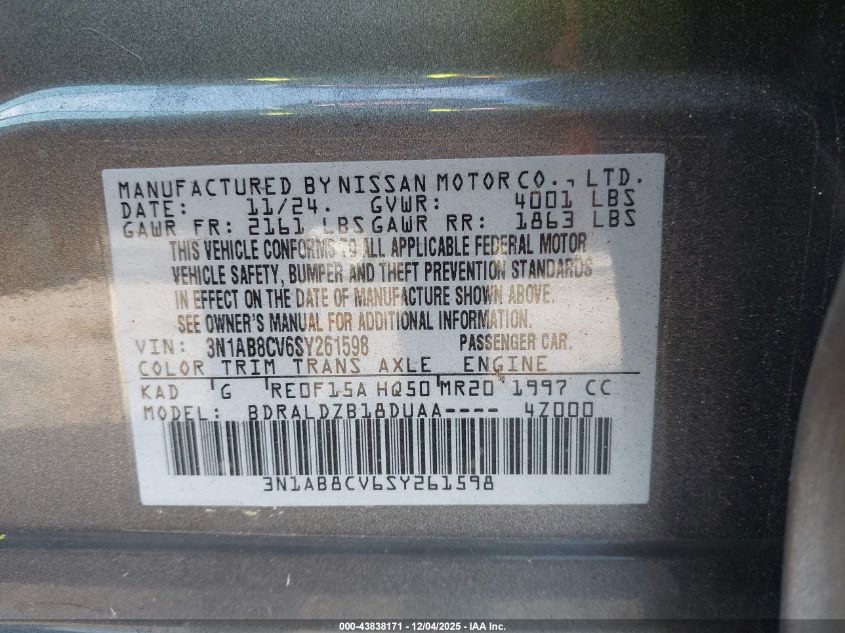 MANUFACTURED BY NISSAN MOTOR CO., LTD.
DATE: 11/24. GVWR: 4001 LBS
GAWR FR: 2161 LBS GAWR RR: 1863 LBS
THIS VEHICLE CONFORMS TO ALL APPLICABLE FEDERAL MOTOR
VEHICLE SAFETY, BUMPER AND THEFT PREVENTION STANDARDS
IN EFFECT ON THE DATE OF MANUFACTURE SHOWN ABOVE.
SEE OWNER'S MANUAL FOR ADDITIONAL INFORMATION.
VIN: 3N1AB8CV6SY261598 PASSENGER CAR.
COLOR TRIM TRANS AXLE ENGINE
KAD G RE0F15A HQ50 MR20 1997 CC
MODEL: BDRALDZB18DUAA---- 4Z000
3N1AB8CV6SY261598
000-43838171 — 12/04/2025 — IAA Inc.